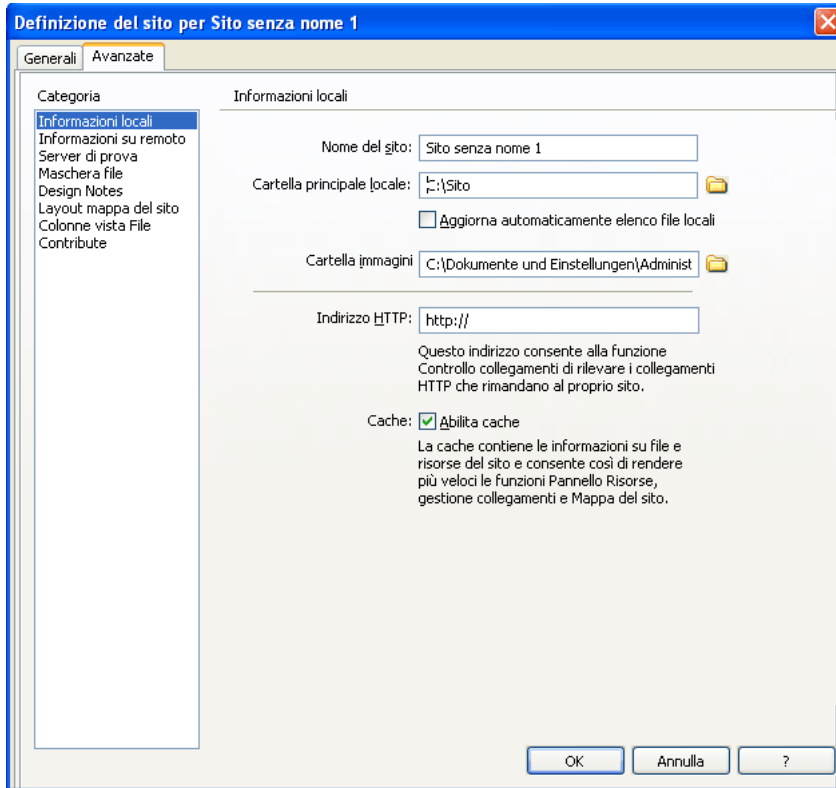 Definizione del sito per Sito senza nome 1
Generali
Avanzate
Categoria
Informazioni locali
Informazioni su remoto
Server di prova
Maschera file
Design Notes
Layout mappa del sito
Colonne vista File
Contribute
Informazioni locali
Nome del sito: Sito senza nome 1
Cartella principale locale: :\Sito
Aggiorna automaticamente elenco file locali
Cartella immagini C:\Dokumente und Einstellungen\Administ
Indirizzo HTTP: http://
Questo indirizzo consente alla funzione
Controllo collegamenti di rilevare i collegamenti
HTTP che rimandano al proprio sito.
Cache: Abilita cache
La cache contiene le informazioni su file e
risorse del sito e consente così di rendere
più veloci le funzioni Pannello Risorse,
gestione collegamenti e Mappa del sito.
OK Annulla ?